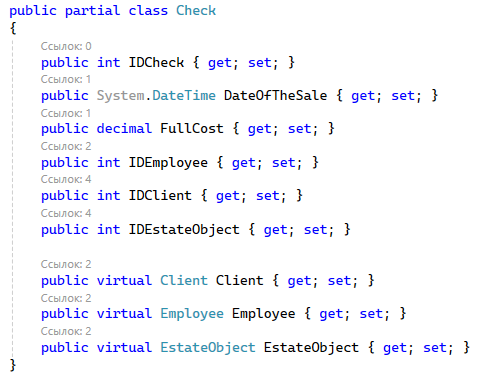 public partial class Check
{
Ссылок: 0
public int IDCheck { get; set; }
Ссылок: 1
public System.DateTime DateOfTheSale { get; set; }
Ссылок: 1
public decimal FullCost { get; set; }
Ссылок: 2
public int IDEmployee { get; set; }
Ссылок: 4
public int IDClient { get; set; }
Ссылок: 4
public int IDEstateObject { get; set; }
Ссылок: 2
public virtual Client Client { get; set; }
Ссылок: 2
public virtual Employee Employee { get; set; }
Ссылок: 2
public virtual EstateObject EstateObject { get; set; }
}